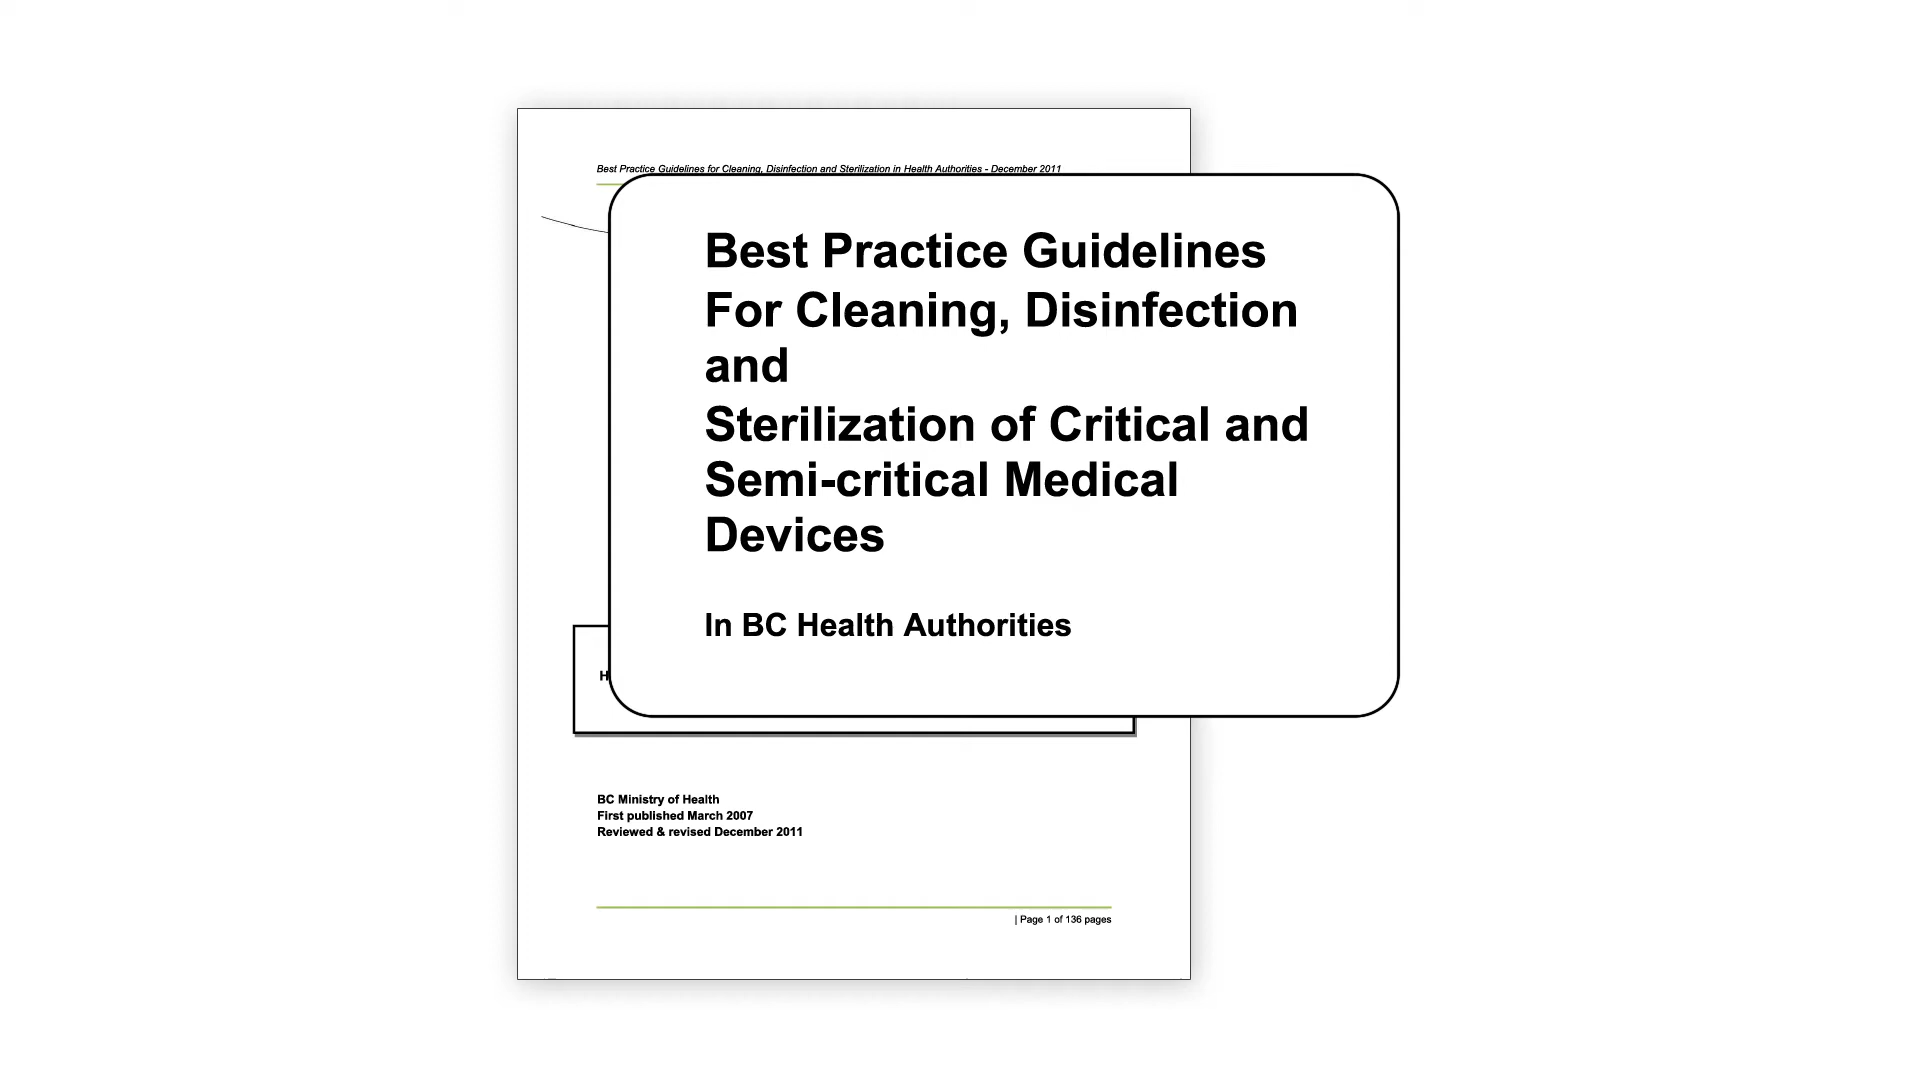 Best Practice Guidelines for Cleaning, Disinfection and Sterilization in Health Authorities - December 2011
Best Practice Guidelines
For Cleaning, Disinfection
and
Sterilization of Critical and
Semi-critical Medical
Devices
In BC Health Authorities
H
BC Ministry of Health
First published March 2007
Reviewed & revised December 2011
| Page 1 of 136 pages